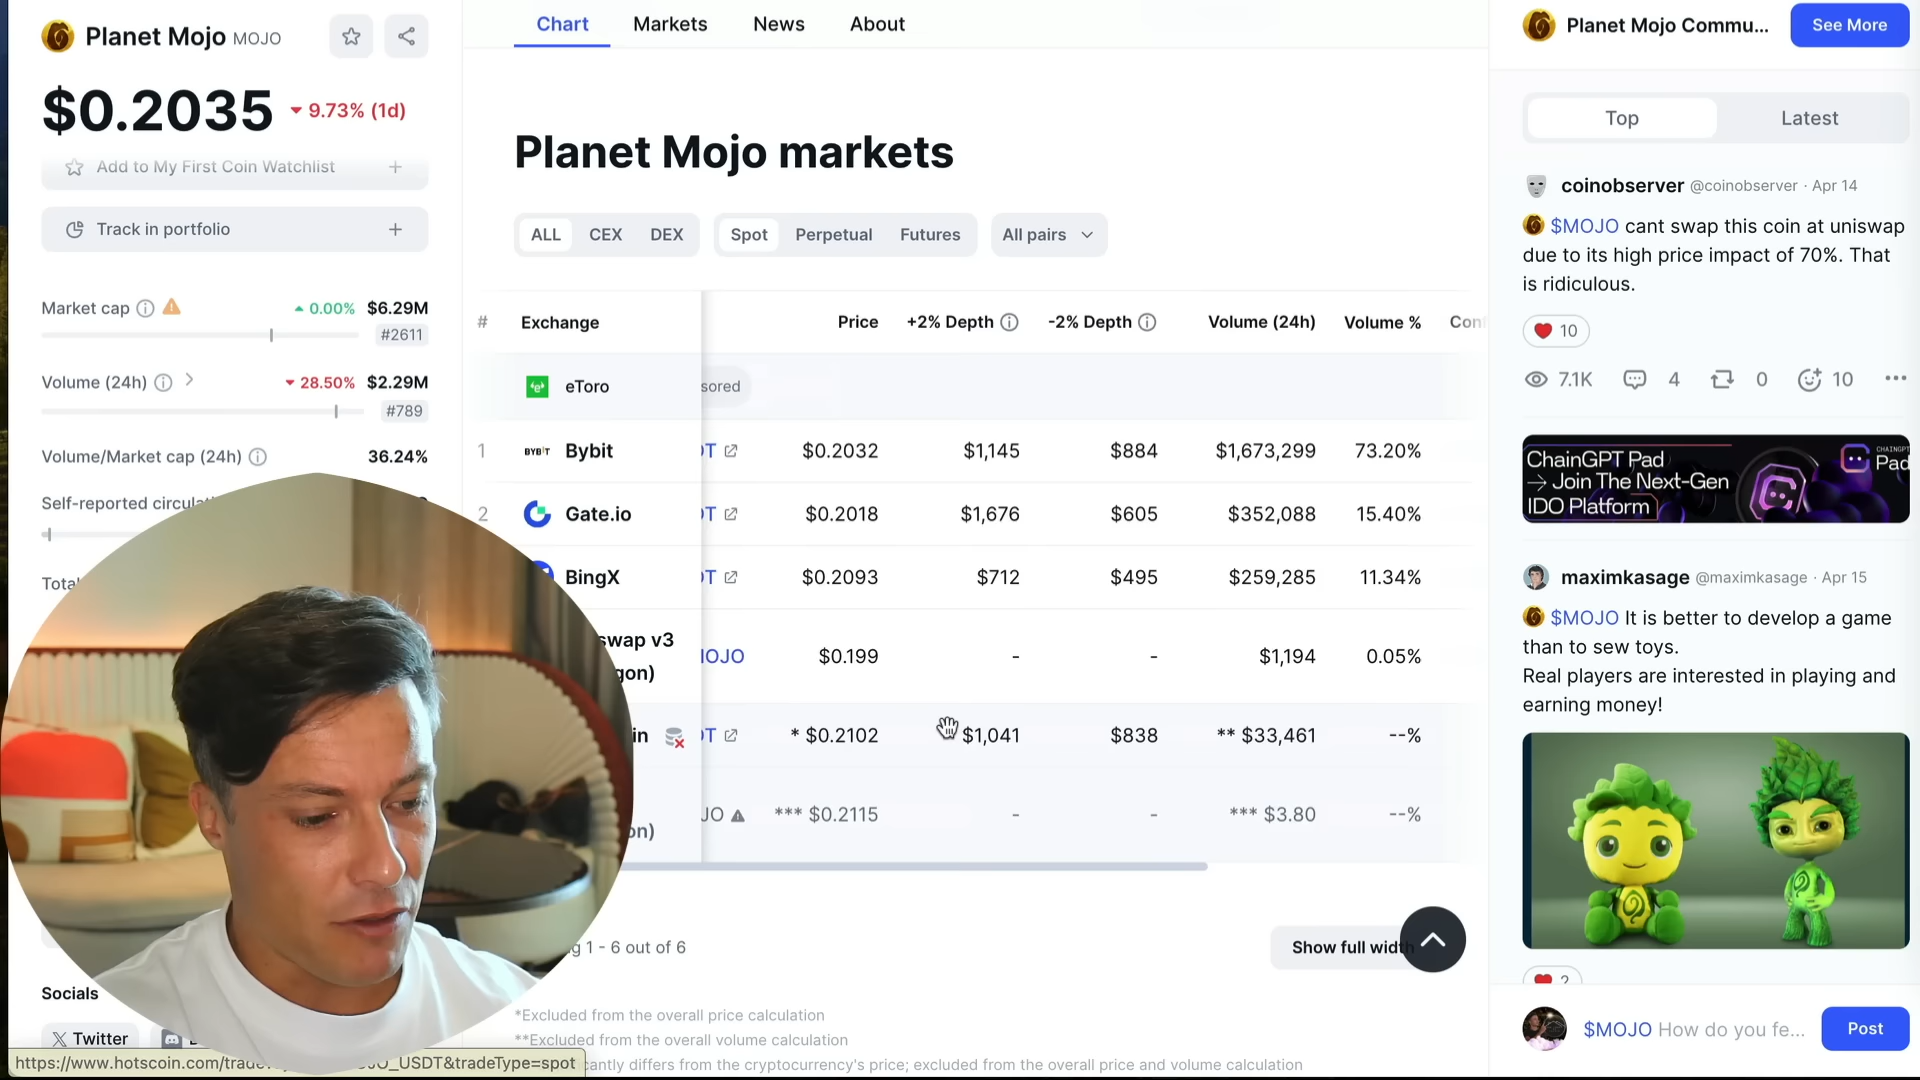 Planet Mojo MOJO
$0.2035 9.73% (1d)
Add to My First Coin Watchlist +
Track in portfolio +
Market cap 0.00% $6.29M
#2611
Volume (24h) 28.50% $2.29M
#789
Volume/Market cap (24h) 36.24%
Self-reported
Socials
Twitter
https://www.hotscoin.com/trade
_USDT&tradeType=spot
Chart Markets News About
Planet Mojo markets
ALL CEX DEX Spot Perpetual Futures All pairs
# Exchange Price +2% Depth -2% Depth Volume (24h) Volume %
eToro
1 BYBIT Bybit $0.2032 $1,145 $884 $1,673,299 73.20%
2 Gate.io $0.2018 $1,676 $605 $352,088 15.40%
BingX $0.2093 $712 $495 $259,285 11.34%
swap v3
gon) $0.199 - - $1,194 0.05%
in * $0.2102 $1,041 $838 ** $33,461 --%
*** $0.2115 - - *** $3.80 --%
1 - 6 out of 6
Show full
*Excluded from the overall price calculation
**Excluded from the overall volume calculation
differs from the cryptocurrency's price; excluded from the overall price and volume calculation
Planet Mojo Commu... See More
Top Latest
coinobserver @coinobserver · Apr 14
$MOJO cant swap this coin at uniswap
due to its high price impact of 70%. That
is ridiculous.
10
7.1K 4 0 10
ChainGPT Pad
→ Join The Next-Gen
IDO Platform
CHAINGPT
Pad
maximkasage @maximkasage · Apr 15
$MOJO It is better to develop a game
than to sew toys.
Real players are interested in playing and
earning money!
$MOJO How do you fe... Post